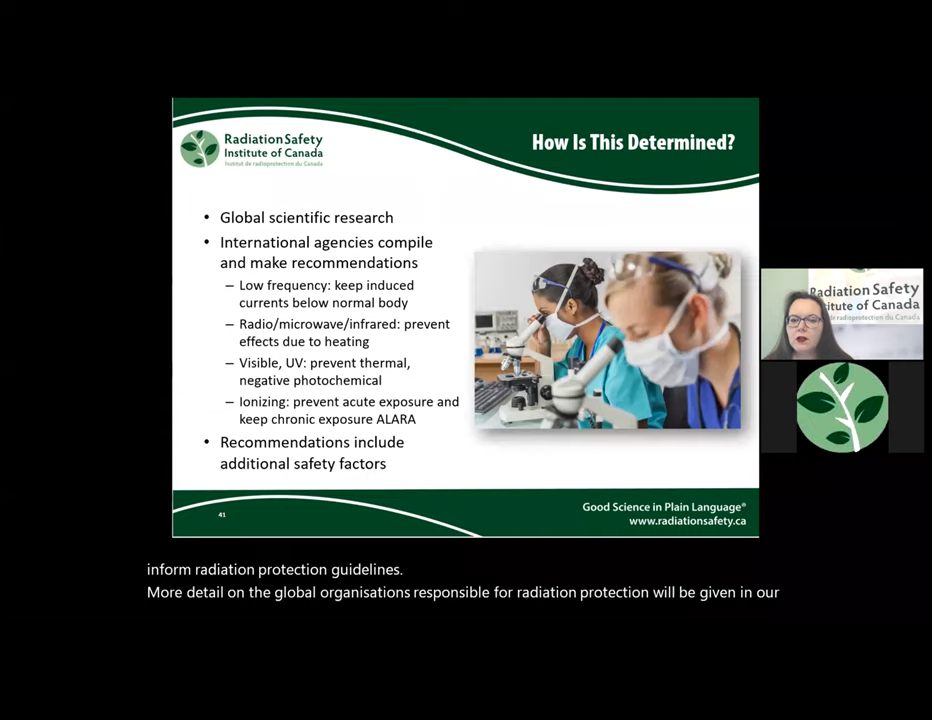 Radiation Safety
Institute of Canada
Institut de radioprotection du Canada
How Is This Determined?
• Global scientific research
• International agencies compile
and make recommendations
– Low frequency: keep induced
currents below normal body
– Radio/microwave/infrared: prevent
effects due to heating
– Visible, UV: prevent thermal,
negative photochemical
– Ionizing: prevent acute exposure and
keep chronic exposure ALARA
• Recommendations include
additional safety factors
41
Good Science in Plain Language®
www.radiationsafety.ca
Radiation Safety
titute of Canada
de radioprotection du Canada
inform radiation protection guidelines.
More detail on the global organisations responsible for radiation protection will be given in our